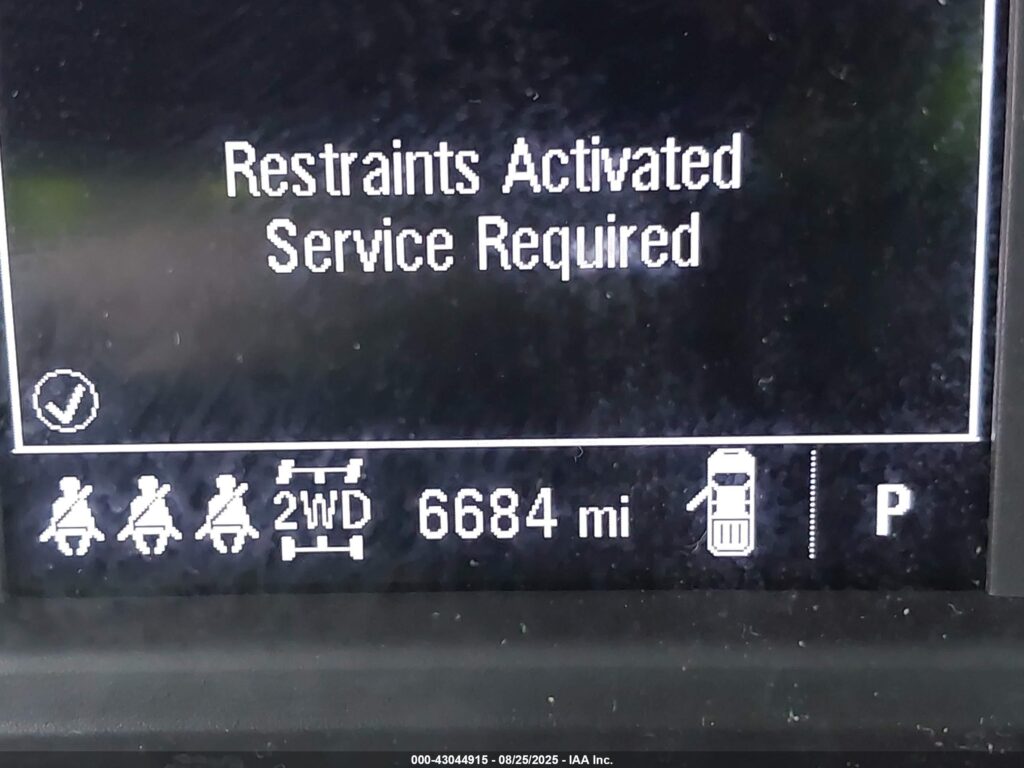 Restraints Activated
Service Required
2WD 6684 mi P
000-43044915 - 08/25/2025 - IAA Inc.